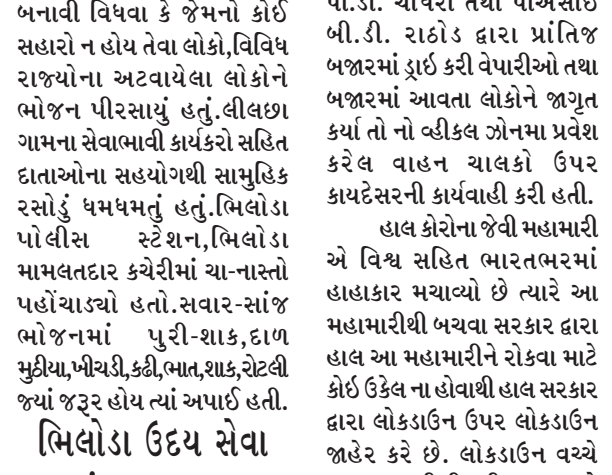 બનાવી વિધવા કે જેમનો કોઈ
સહારો ન હોય તેવા લોકો,વિવિધ
રાજ્યોના અટવાયેલા લોકોને
ભોજન પીરસાયું હતું.લીલછા
ગામના સેવાભાવી કાર્યકરો સહિત
દાતાઓના સહયોગથી સામુહિક
રસોડું ધમધમતું હતું.ભિલોડા
પોલીસ સ્ટેશન,ભિલોડા
મામલતદાર કચેરીમાં ચા-નાસ્તો
પહોંચાડ્યો હતો.સવાર-સાંજ
ભોજનમાં પુરી-શાક,દાળ
મુઠીયા,ખીચડી,કઢી,ભાત,શાક,રોટલી
જ્યાં જરૂર હોય ત્યાં અપાઈ હતી.
ભિલોડા ઉદય સેવા
પી.ડી. ચૌધરી તથા પીએસાઇ
બી.ડી. રાઠોડ દ્વારા પ્રાંતિજ
બજારમાં ડ્રાઇ કરી વેપારીઓ તથા
બજારમાં આવતા લોકોને જાગૃત
કર્યા તો નો વ્હીકલ ઝોનમા પ્રવેશ
કરેલ વાહન ચાલકો ઉપર
કાયદેસરની કાર્યવાહી કરી હતી.
હાલ કોરોના જેવી મહામારી
એ વિશ્વ સહિત ભારતભરમાં
હાહાકાર મચાવ્યો છે ત્યારે આ
મહામારીથી બચવા સરકાર દ્વારા
હાલ આ મહામારીને રોકવા માટે
કોઇ ઉકેલ ના હોવાથી હાલ સરકાર
દ્વારા લોકડાઉન ઉપર લોકડાઉન
જાહેર કરે છે. લોકડાઉન વચ્ચે